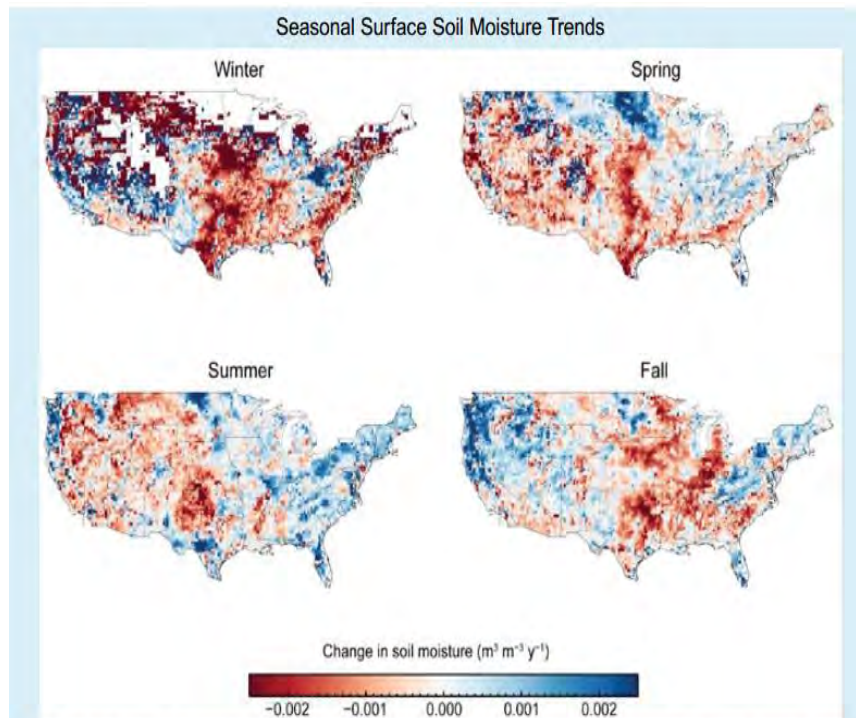 Seasonal Surface Soil Moisture Trends
Winter
Spring
Summer
Fall
Change in soil moisture (m³ m⁻³ y⁻¹)
−0.002 −0.001 0.000 0.001 0.002